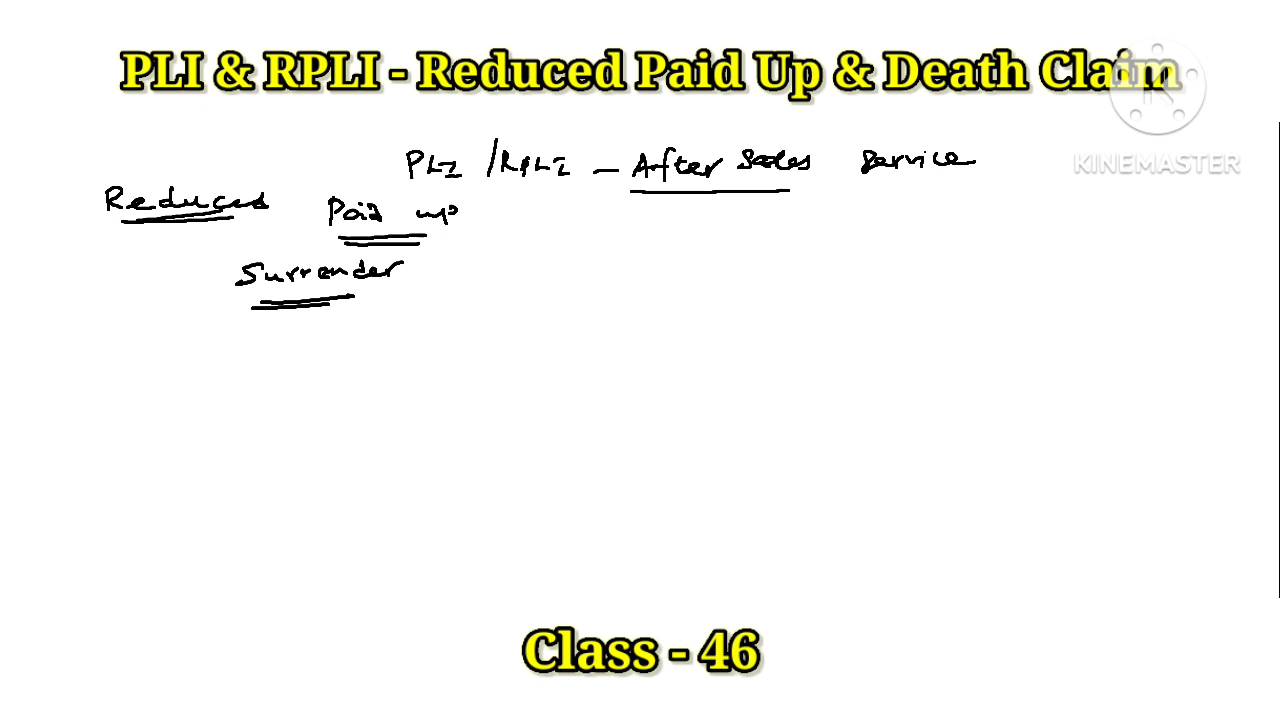 PLI & RPLI - Reduced Paid Up & Death Claim
KINEMASTER
PLI /RPLI - After Sales Service
Reduced Paid up
Surrender
Class - 46